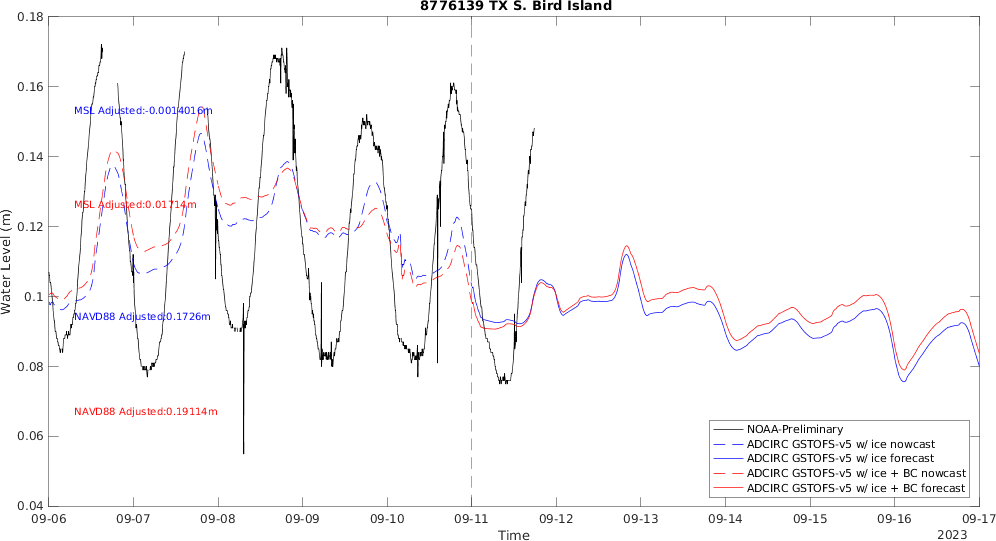 8776139 TX S. Bird Island
0.18
0.16
0.14
0.12
0.1
0.08
0.06
0.04
Water Level (m)
MSL Adjusted:-0.0014016m
MSL Adjusted:0.01714m
NAVD88 Adjusted:0.1726m
NAVD88 Adjusted:0.19114m
NOAA-Preliminary
ADCIRC GSTOFS-v5 w/ ice nowcast
ADCIRC GSTOFS-v5 w/ ice forecast
ADCIRC GSTOFS-v5 w/ ice + BC nowcast
ADCIRC GSTOFS-v5 w/ ice + BC forecast
09-06 09-07 09-08 09-09 09-10 09-11 09-12 09-13 09-14 09-15 09-16 09-17
Time
2023